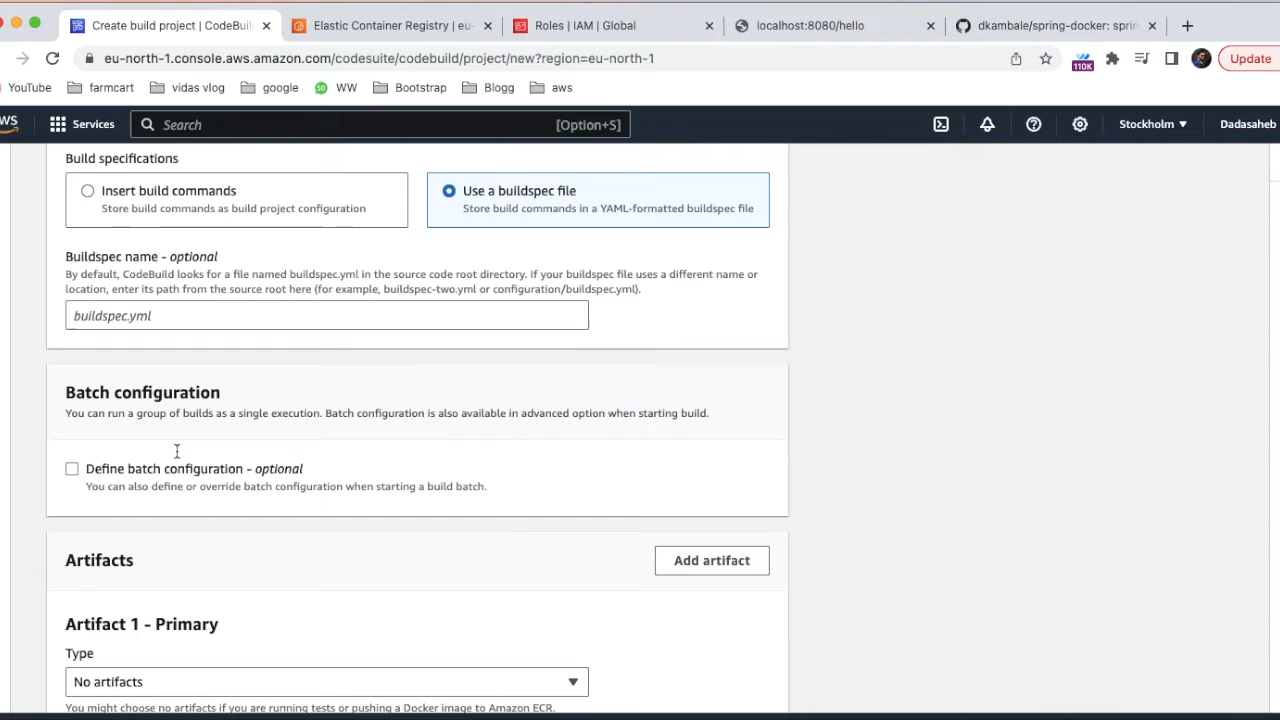 Create build project | CodeBuil
Elastic Container Registry | eu-
Roles | IAM | Global
localhost:8080/hello
dkambale/spring-docker: sprin
eu-north-1.console.aws.amazon.com/codesuite/codebuild/project/new?region=eu-north-1
110K
Update
YouTube
farmcart
vidas vlog
google
WW
Bootstrap
Blogg
aws
Services
Search
[Option+S]
Stockholm
Dadasaheb
Build specifications
Insert build commands
Store build commands as build project configuration
Use a buildspec file
Store build commands in a YAML-formatted buildspec file
Buildspec name - optional
By default, CodeBuild looks for a file named buildspec.yml in the source code root directory. If your buildspec file uses a different name or
location, enter its path from the source root here (for example, buildspec-two.yml or configuration/buildspec.yml).
buildspec.yml
Batch configuration
You can run a group of builds as a single execution. Batch configuration is also available in advanced option when starting build.
Define batch configuration - optional
You can also define or override batch configuration when starting a build batch.
Artifacts
Add artifact
Artifact 1 - Primary
Type
No artifacts
You might choose no artifacts if you are running tests or pushing a Docker image to Amazon ECR.